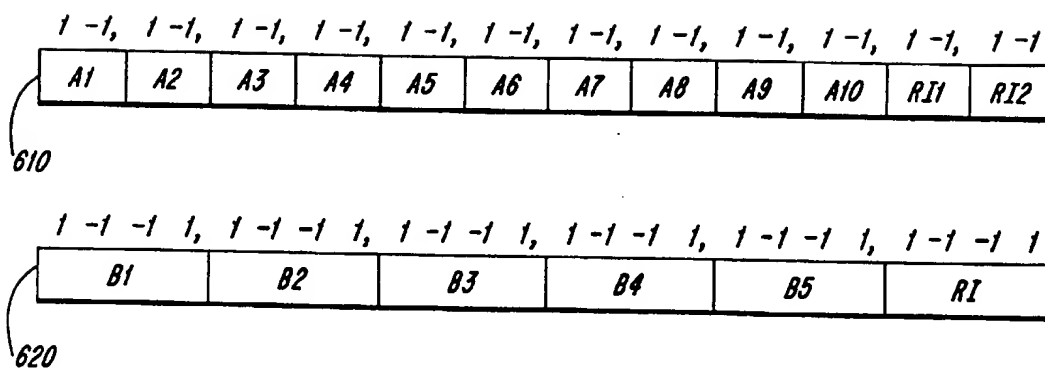 1 -1, 1 -1, 1 -1, 1 -1, 1 -1, 1 -1, 1 -1, 1 -1, 1 -1, 1 -1, 1 -1, 1 -1
A1 A2 A3 A4 A5 A6 A7 A8 A9 A10 RI1 RI2
610
1 -1 -1 1, 1 -1 -1 1, 1 -1 -1 1, 1 -1 -1 1, 1 -1 -1 1, 1 -1 -1 1
B1 B2 B3 B4 B5 RI
620